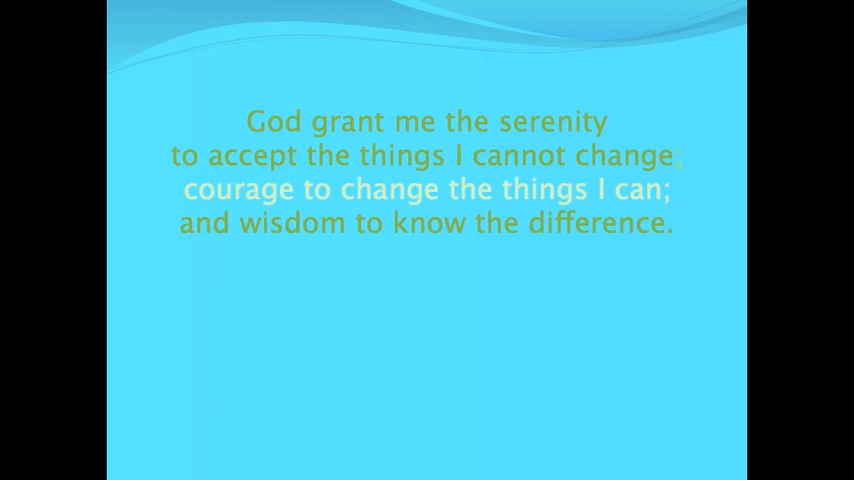 God grant me the serenity
to accept the things I cannot change;
courage to change the things I can;
and wisdom to know the difference.